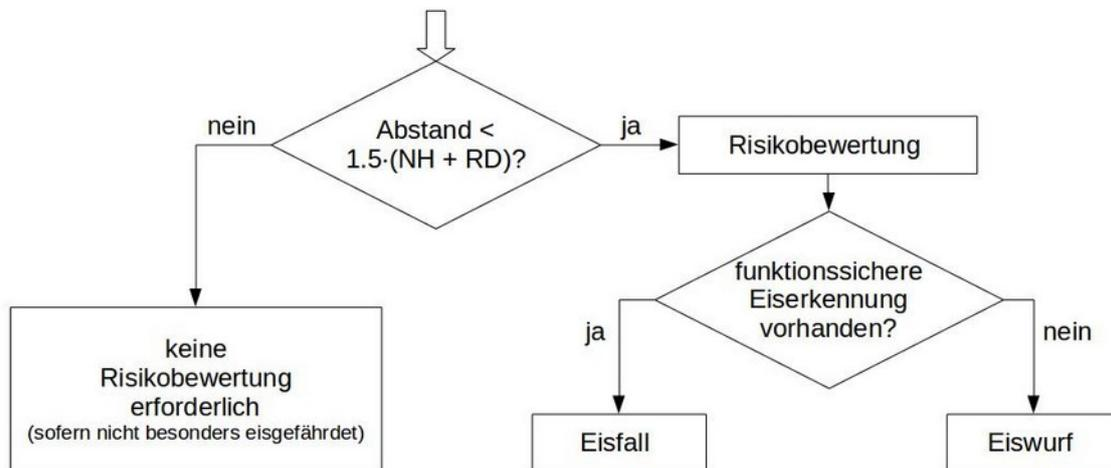 Abstand <
1.5·(NH + RD)?
nein
ja
Risikobewertung
funktionssichere
Eiserkennung
vorhanden?
ja
nein
keine
Risikobewertung
erforderlich
(sofern nicht besonders eisgefährdet)
Eisfall
Eiswurf